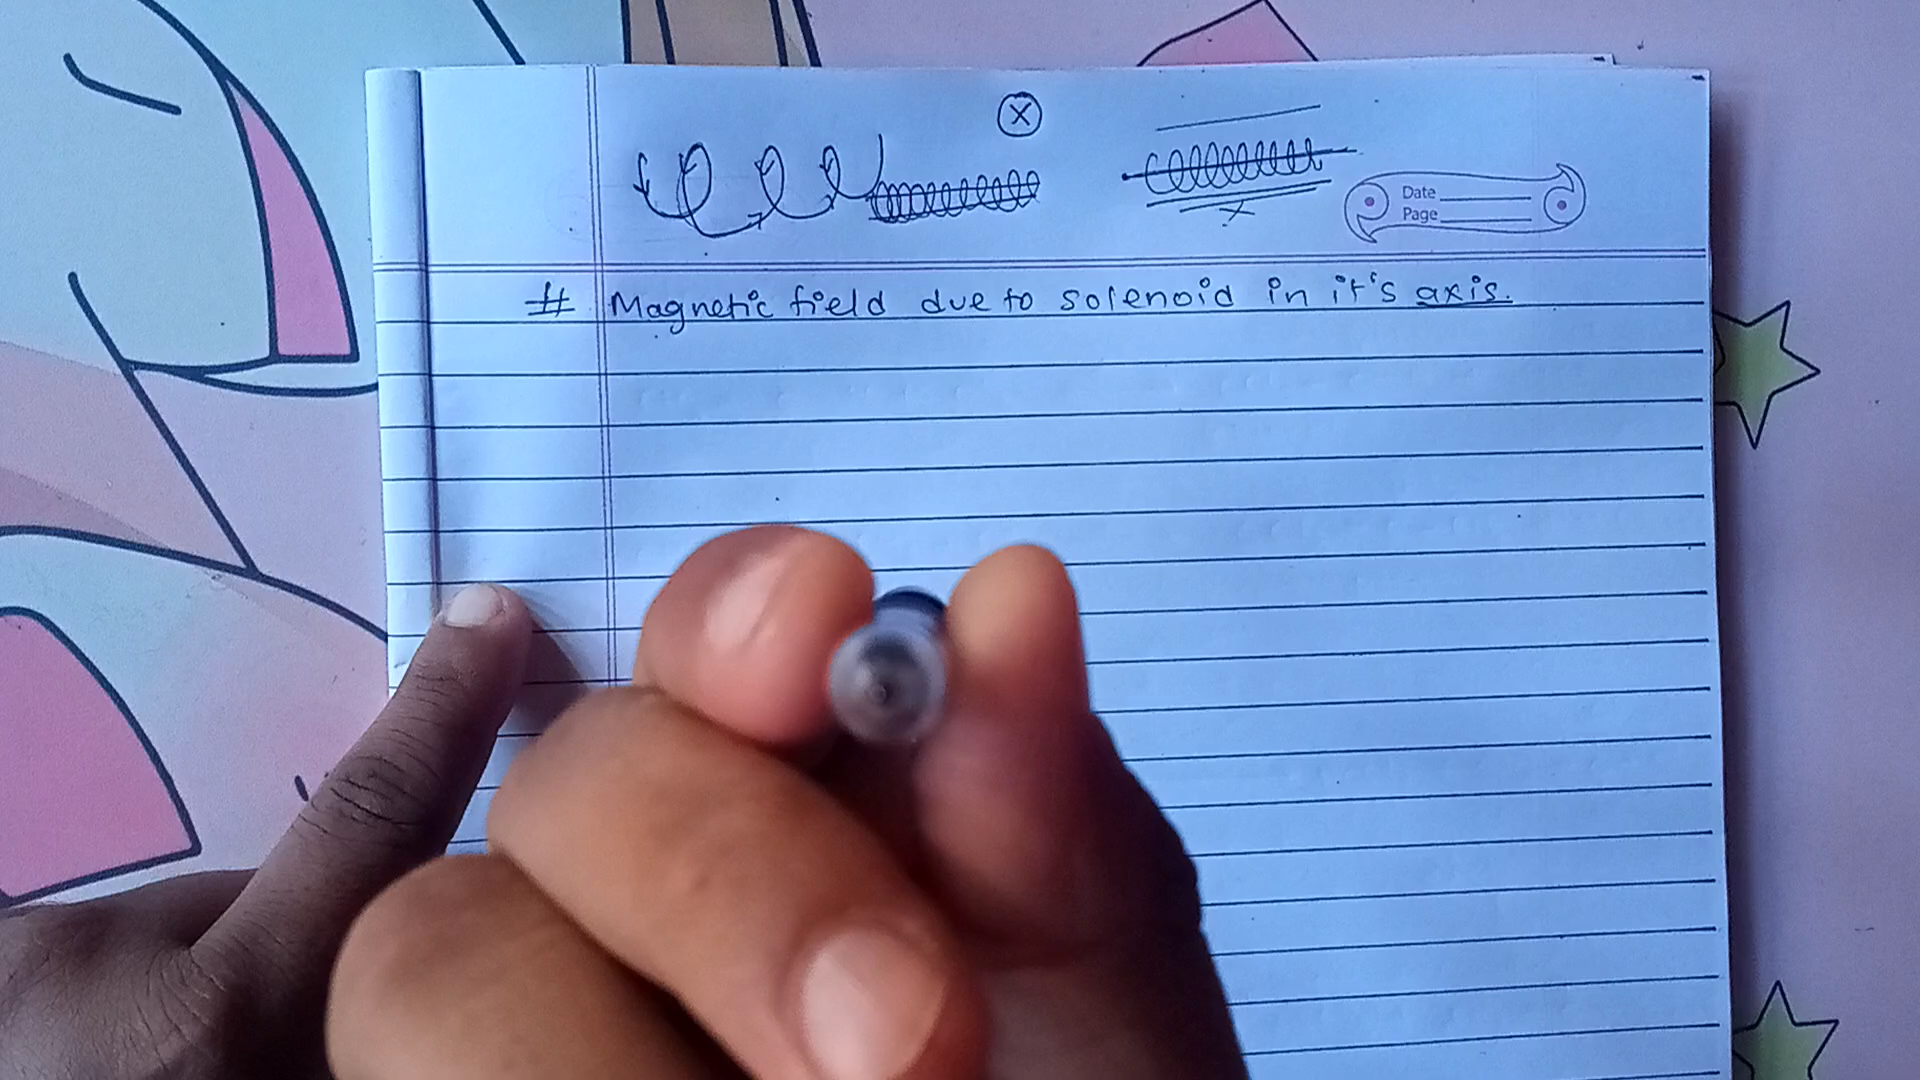 X
X
Date
Page
# Magnetic field due to solenoid in it's axis.